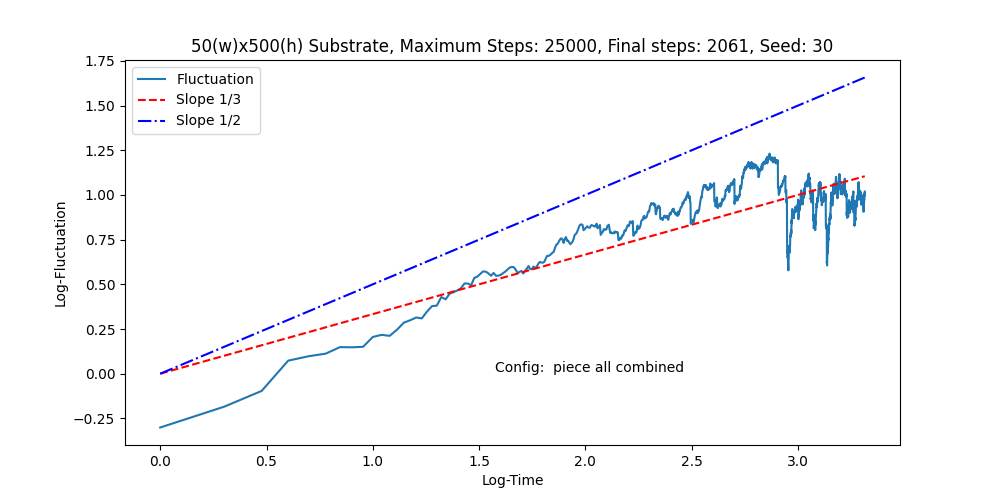 50(w)x500(h) Substrate, Maximum Steps: 25000, Final steps: 2061, Seed: 30
Fluctuation
Slope 1/3
Slope 1/2
1.75
1.50
1.25
1.00
0.75
0.50
0.25
0.00
−0.25
Log-Fluctuation
Config:  piece all combined
0.0 0.5 1.0 1.5 2.0 2.5 3.0
Log-Time